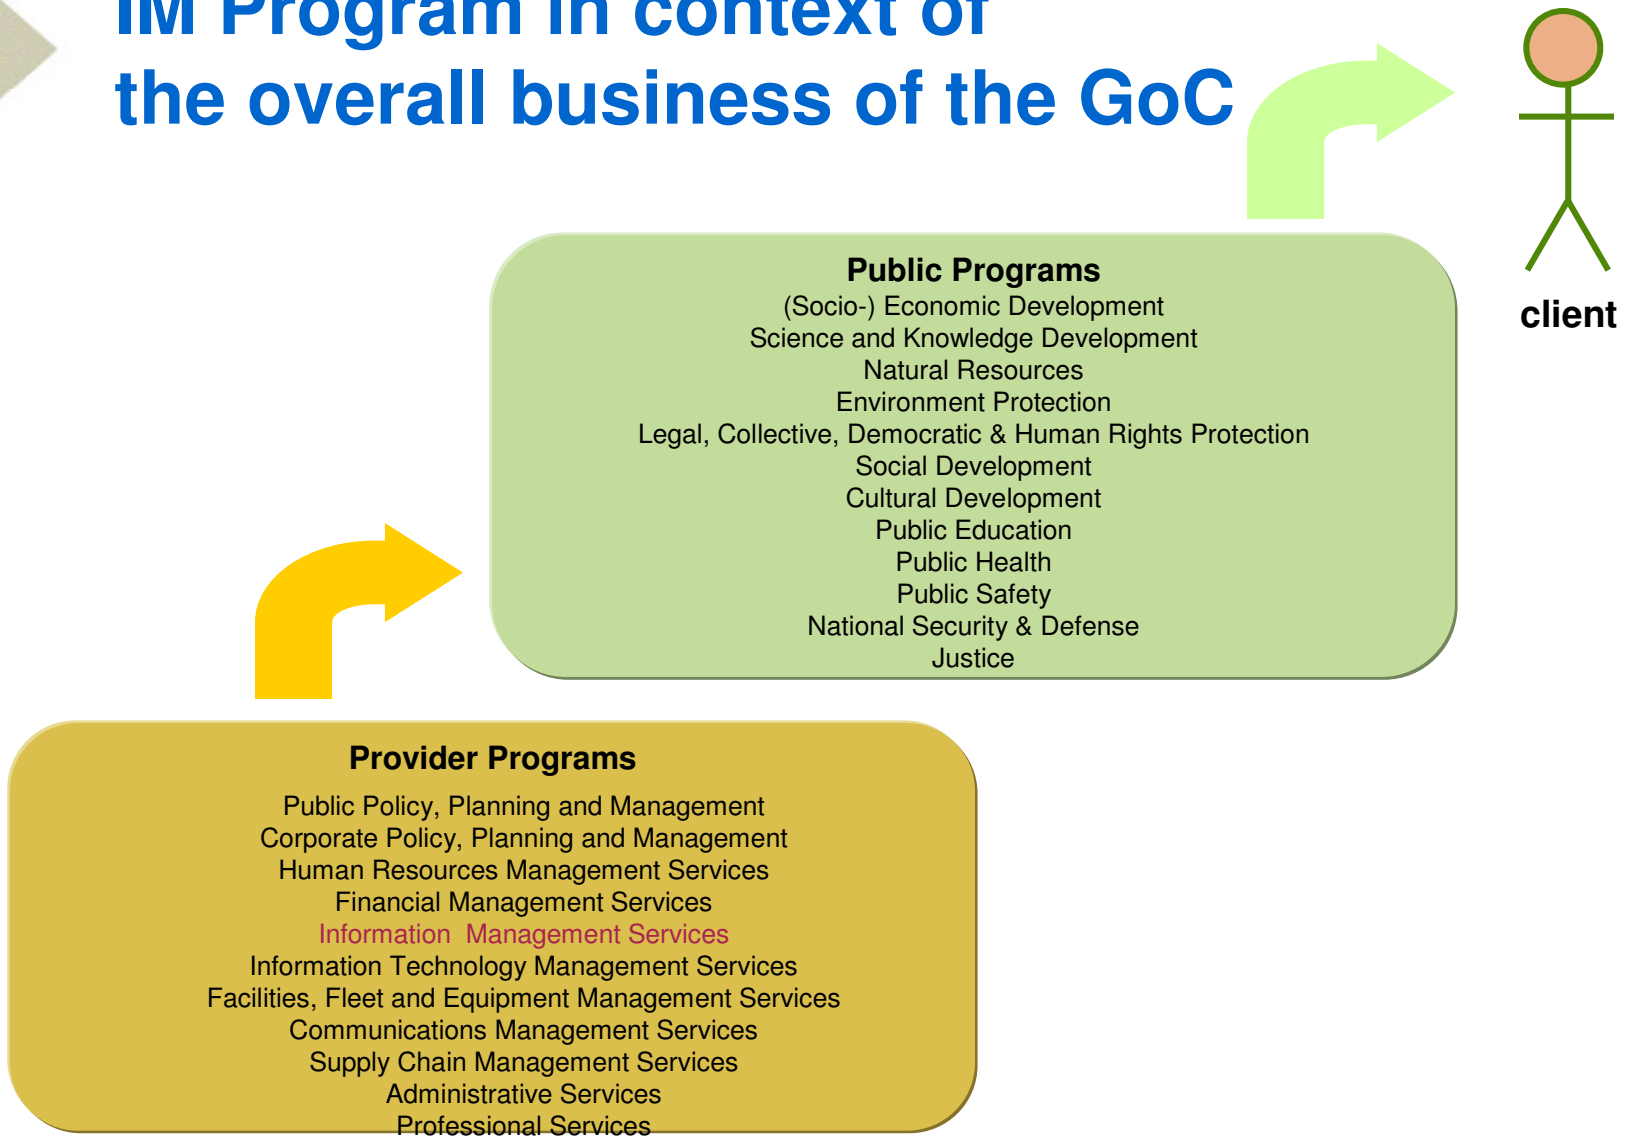 IM Program in context of
the overall business of the GoC
client
Public Programs
(Socio-) Economic Development
Science and Knowledge Development
Natural Resources
Environment Protection
Legal, Collective, Democratic & Human Rights Protection
Social Development
Cultural Development
Public Education
Public Health
Public Safety
National Security & Defense
Justice
Provider Programs
Public Policy, Planning and Management
Corporate Policy, Planning and Management
Human Resources Management Services
Financial Management Services
Information  Management Services
Information Technology Management Services
Facilities, Fleet and Equipment Management Services
Communications Management Services
Supply Chain Management Services
Administrative Services
Professional Services